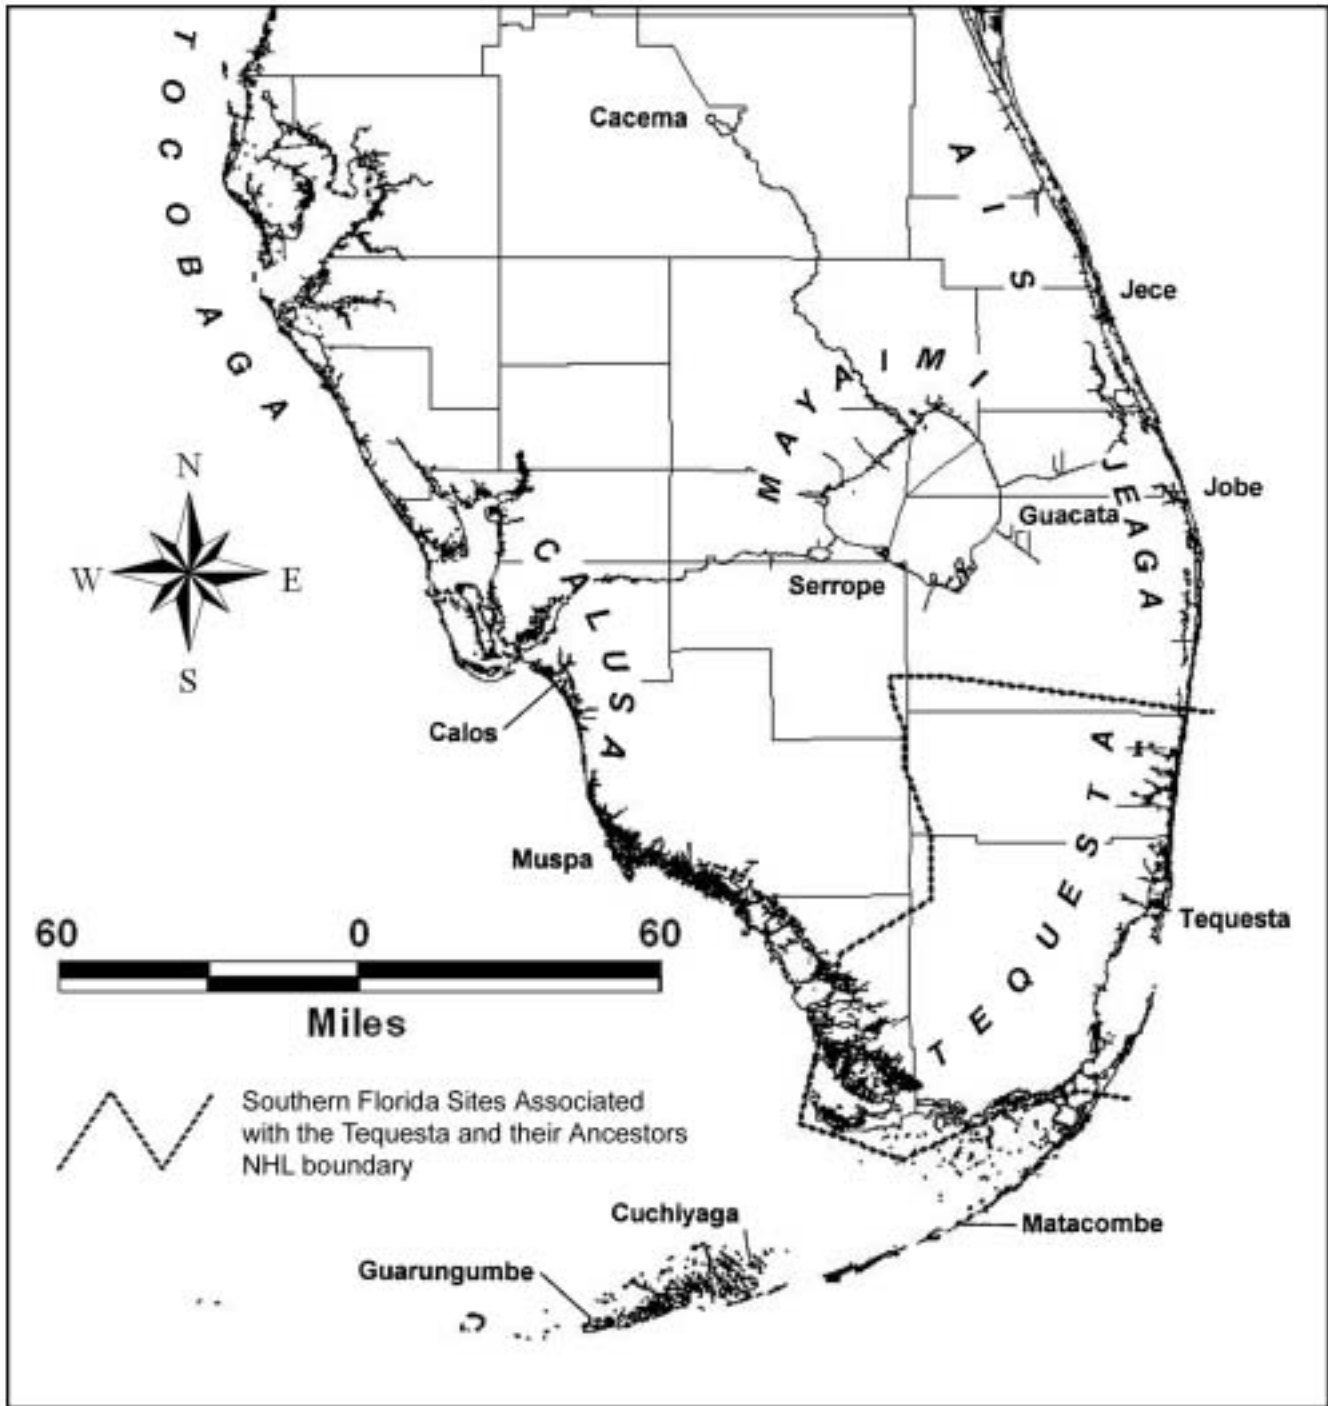 TOCOBAGA
Cacema
AIS
Jece
MAYAIMI
JEAGA
Jobe
Guacata
Serrope
N
W E
S
CALUSA
Calos
TEQUESTA
Muspa
Tequesta
60 0 60
Miles
Southern Florida Sites Associated
with the Tequesta and their Ancestors
NHL boundary
Matacombe
Cuchiyaga
Guarungumbe
C